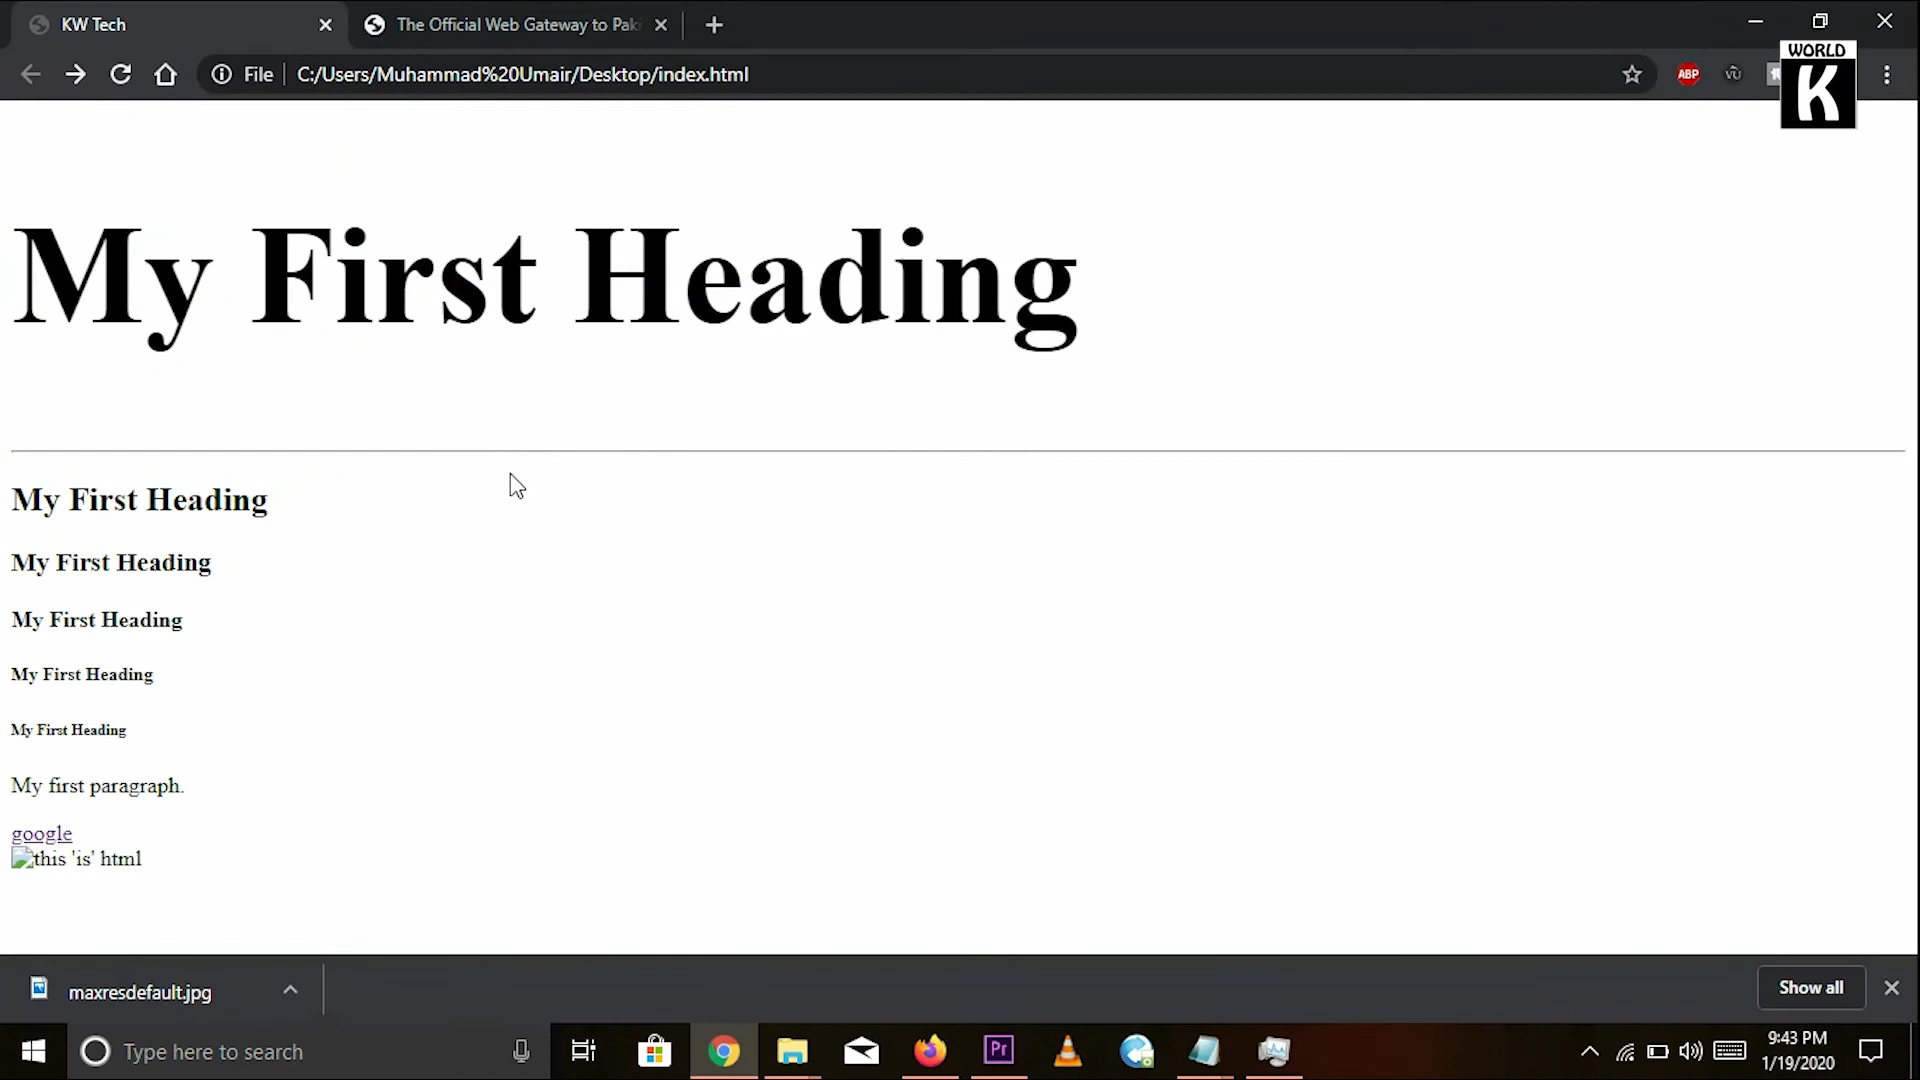 KW Tech
The Official Web Gateway to Paki
File C:/Users/Muhammad%20Umair/Desktop/index.html
ABP
WORLD
K
My First Heading
My First Heading
My First Heading
My First Heading
My First Heading
My First Heading
My first paragraph.
google
this 'is' html
maxresdefault.jpg
Show all
Type here to search
Pr
9:43 PM
1/19/2020